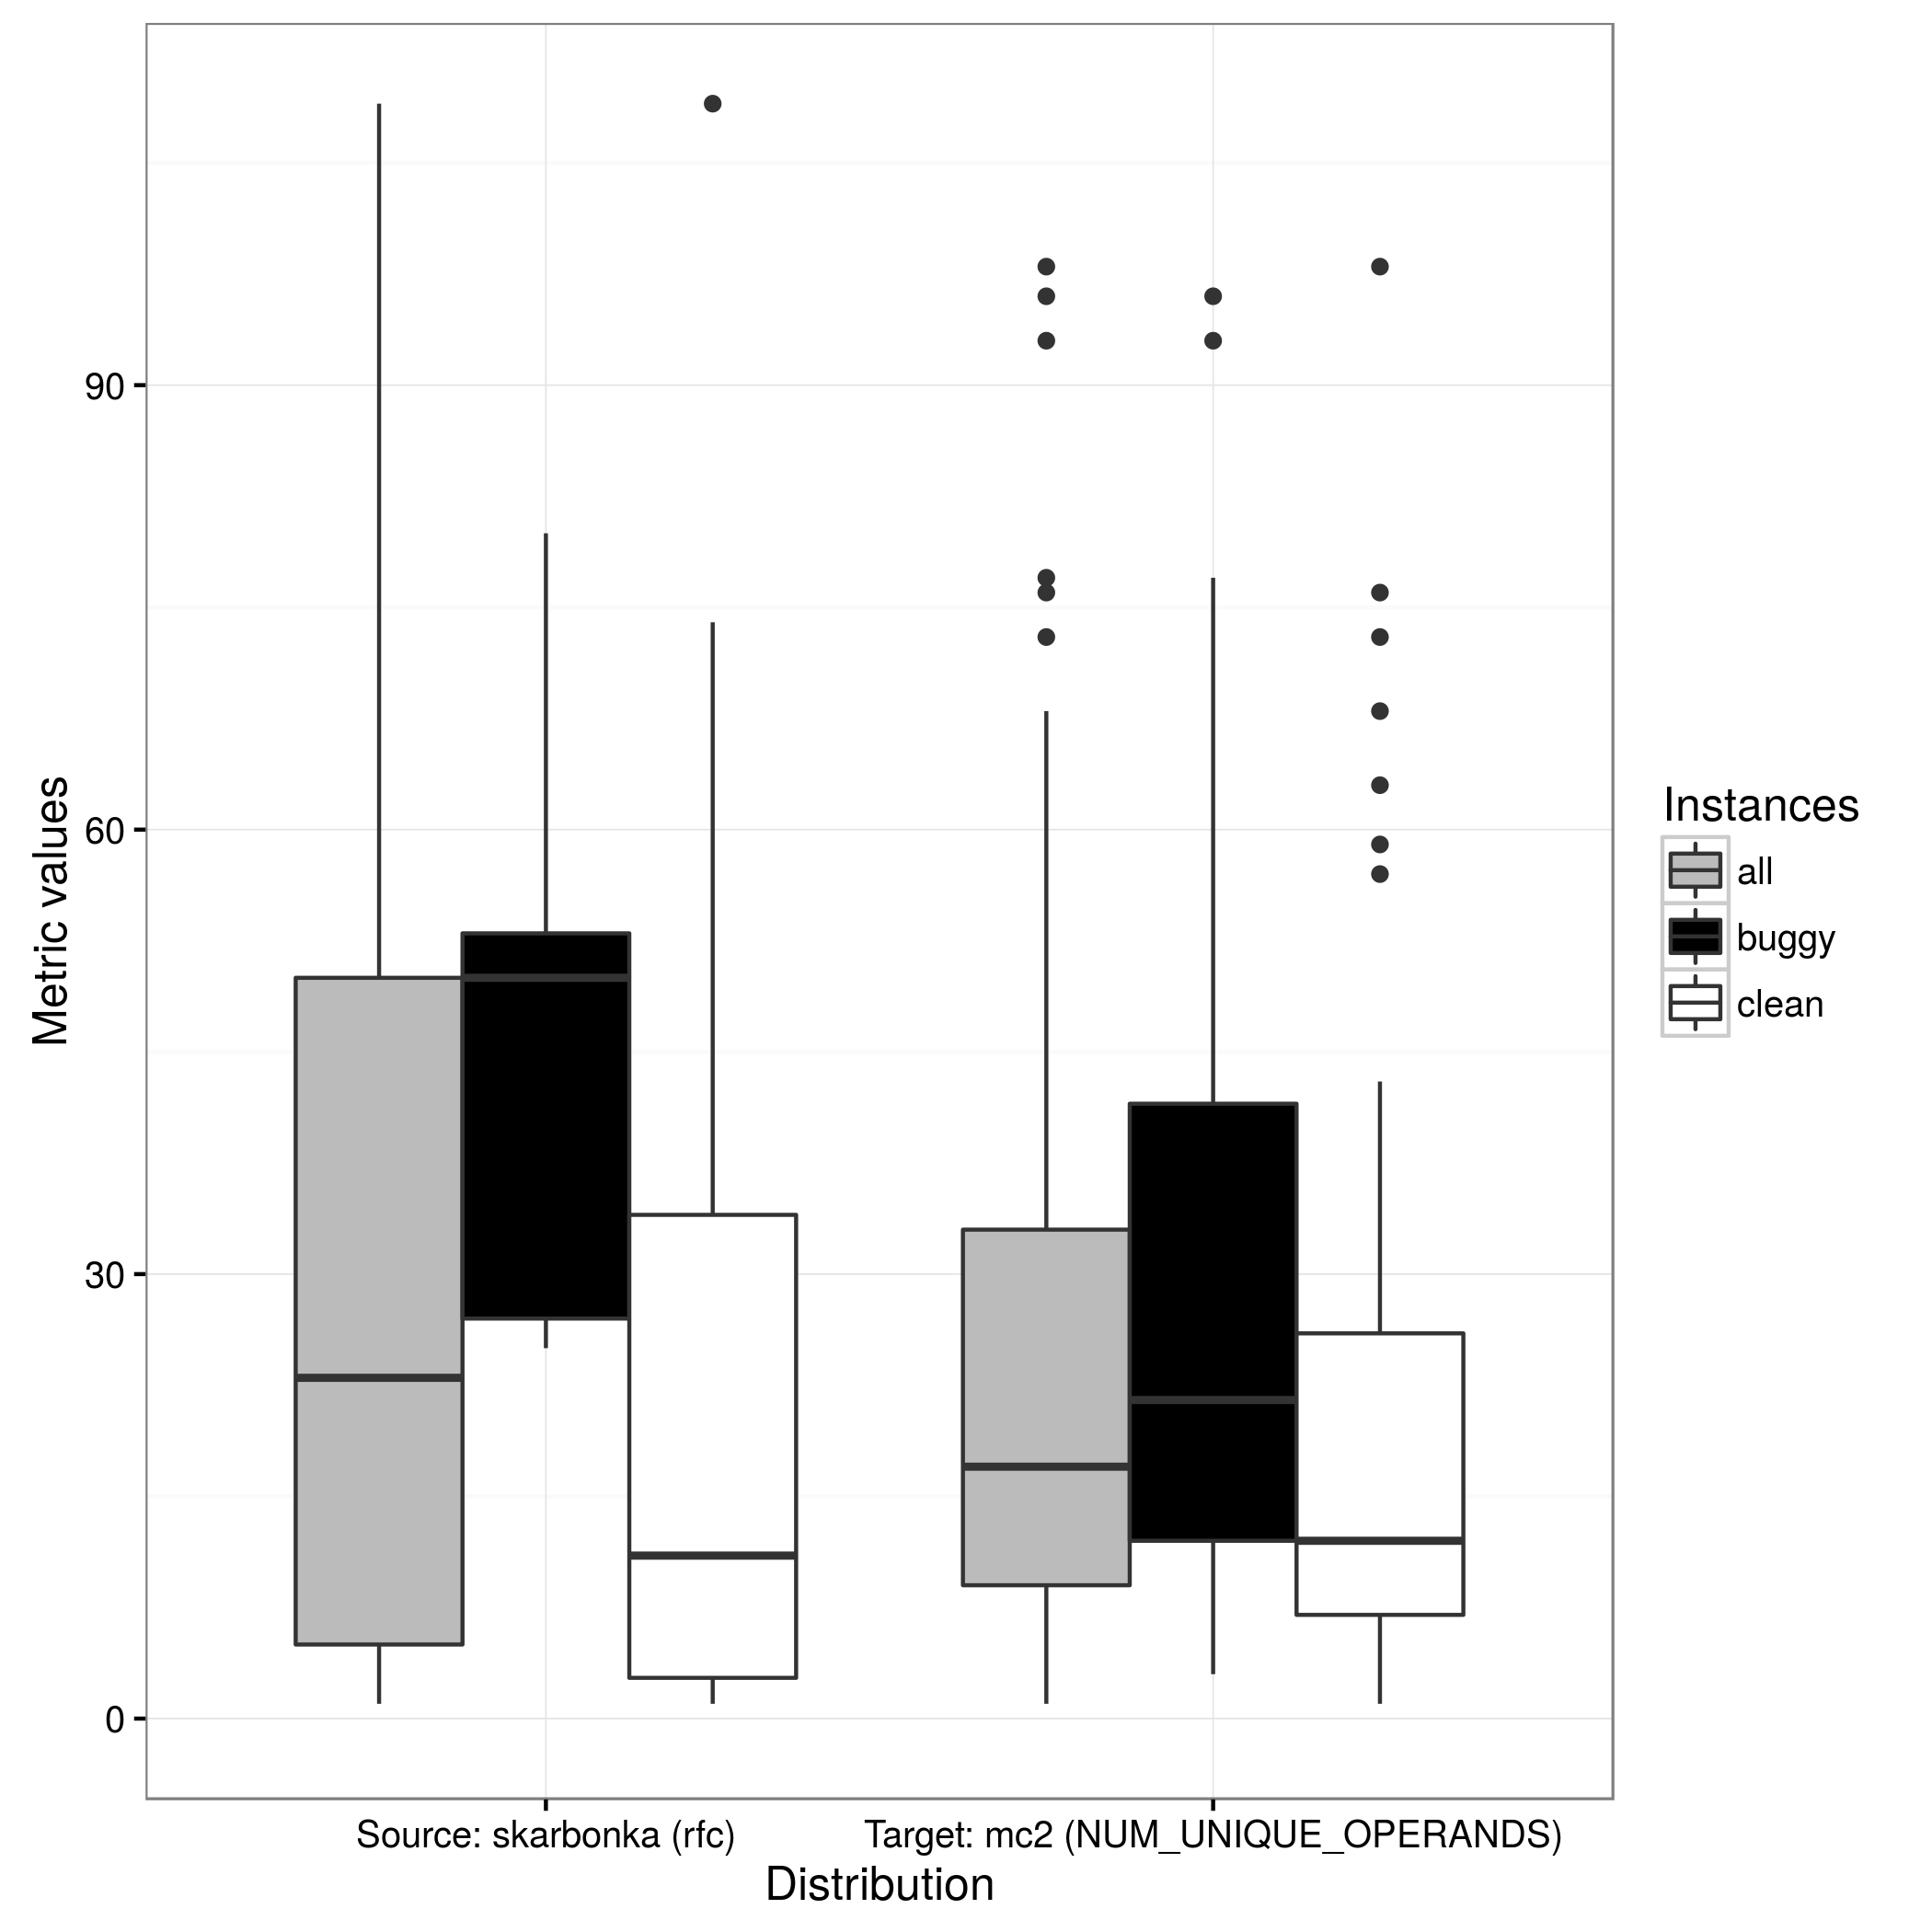 90
60
30
0
Metric values
Source: skarbonka (rfc)
Target: mc2 (NUM_UNIQUE_OPERANDS)
Distribution
Instances
all
buggy
clean